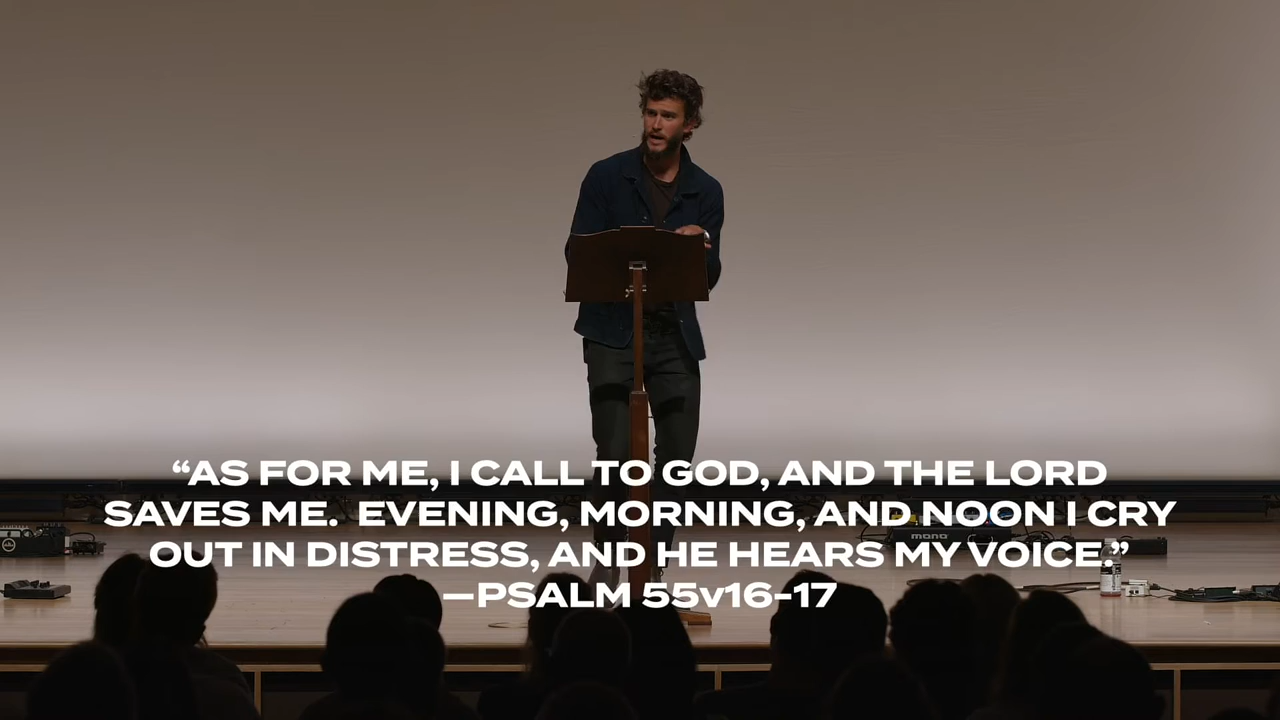 “AS FOR ME, I CALL TO GOD, AND THE LORD
SAVES ME.  EVENING, MORNING, AND NOON I CRY
OUT IN DISTRESS, AND HE HEARS MY VOICE.”
—PSALM 55v16-17
mono